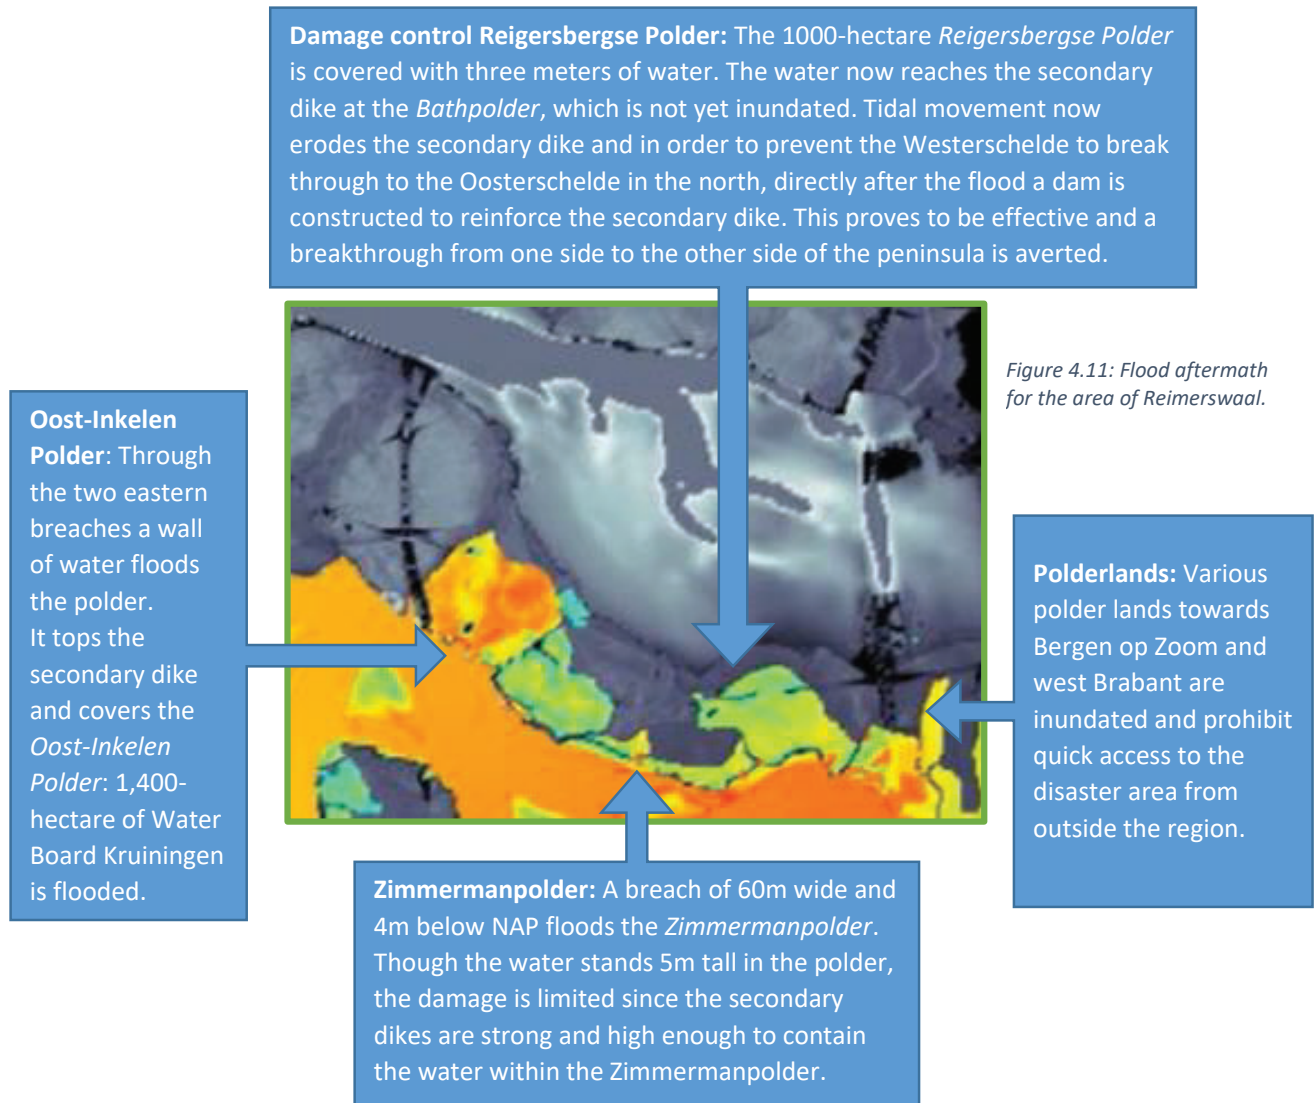 Damage control Reigersbergse Polder: The 1000-hectare Reigersbergse Polder
is covered with three meters of water. The water now reaches the secondary
dike at the Bathpolder, which is not yet inundated. Tidal movement now
erodes the secondary dike and in order to prevent the Westerschelde to break
through to the Oosterschelde in the north, directly after the flood a dam is
constructed to reinforce the secondary dike. This proves to be effective and a
breakthrough from one side to the other side of the peninsula is averted.
Figure 4.11: Flood aftermath
for the area of Reimerswaal.
Oost-Inkelen
Polder: Through
the two eastern
breaches a wall
of water floods
the polder.
It tops the
secondary dike
and covers the
Oost-Inkelen
Polder: 1,400-
hectare of Water
Board Kruiningen
is flooded.
Polderlands: Various
polder lands towards
Bergen op Zoom and
west Brabant are
inundated and prohibit
quick access to the
disaster area from
outside the region.
Zimmermanpolder: A breach of 60m wide and
4m below NAP floods the Zimmermanpolder.
Though the water stands 5m tall in the polder,
the damage is limited since the secondary
dikes are strong and high enough to contain
the water within the Zimmermanpolder.